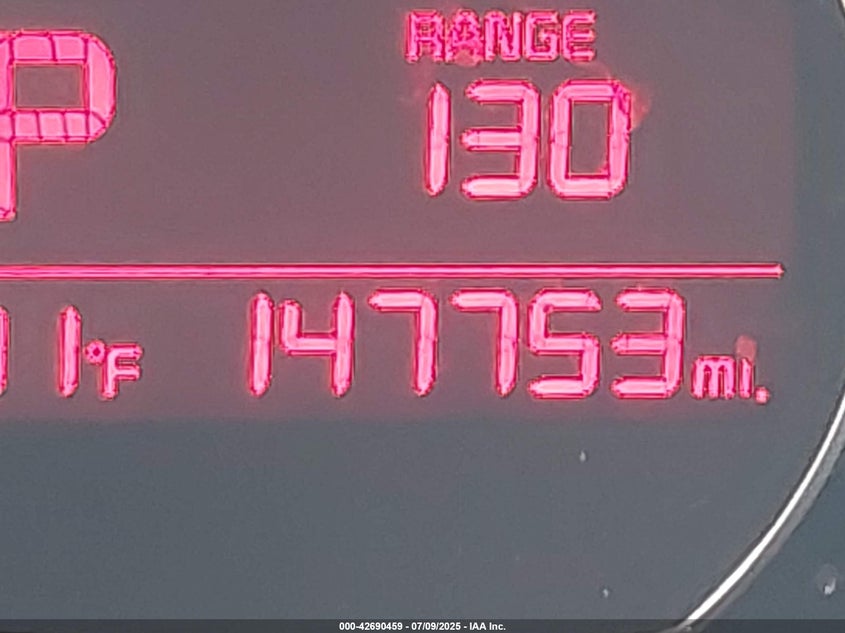 P
RANGE
130
1°F 147753 mi.
000-42690459 - 07/09/2025 - IAA Inc.